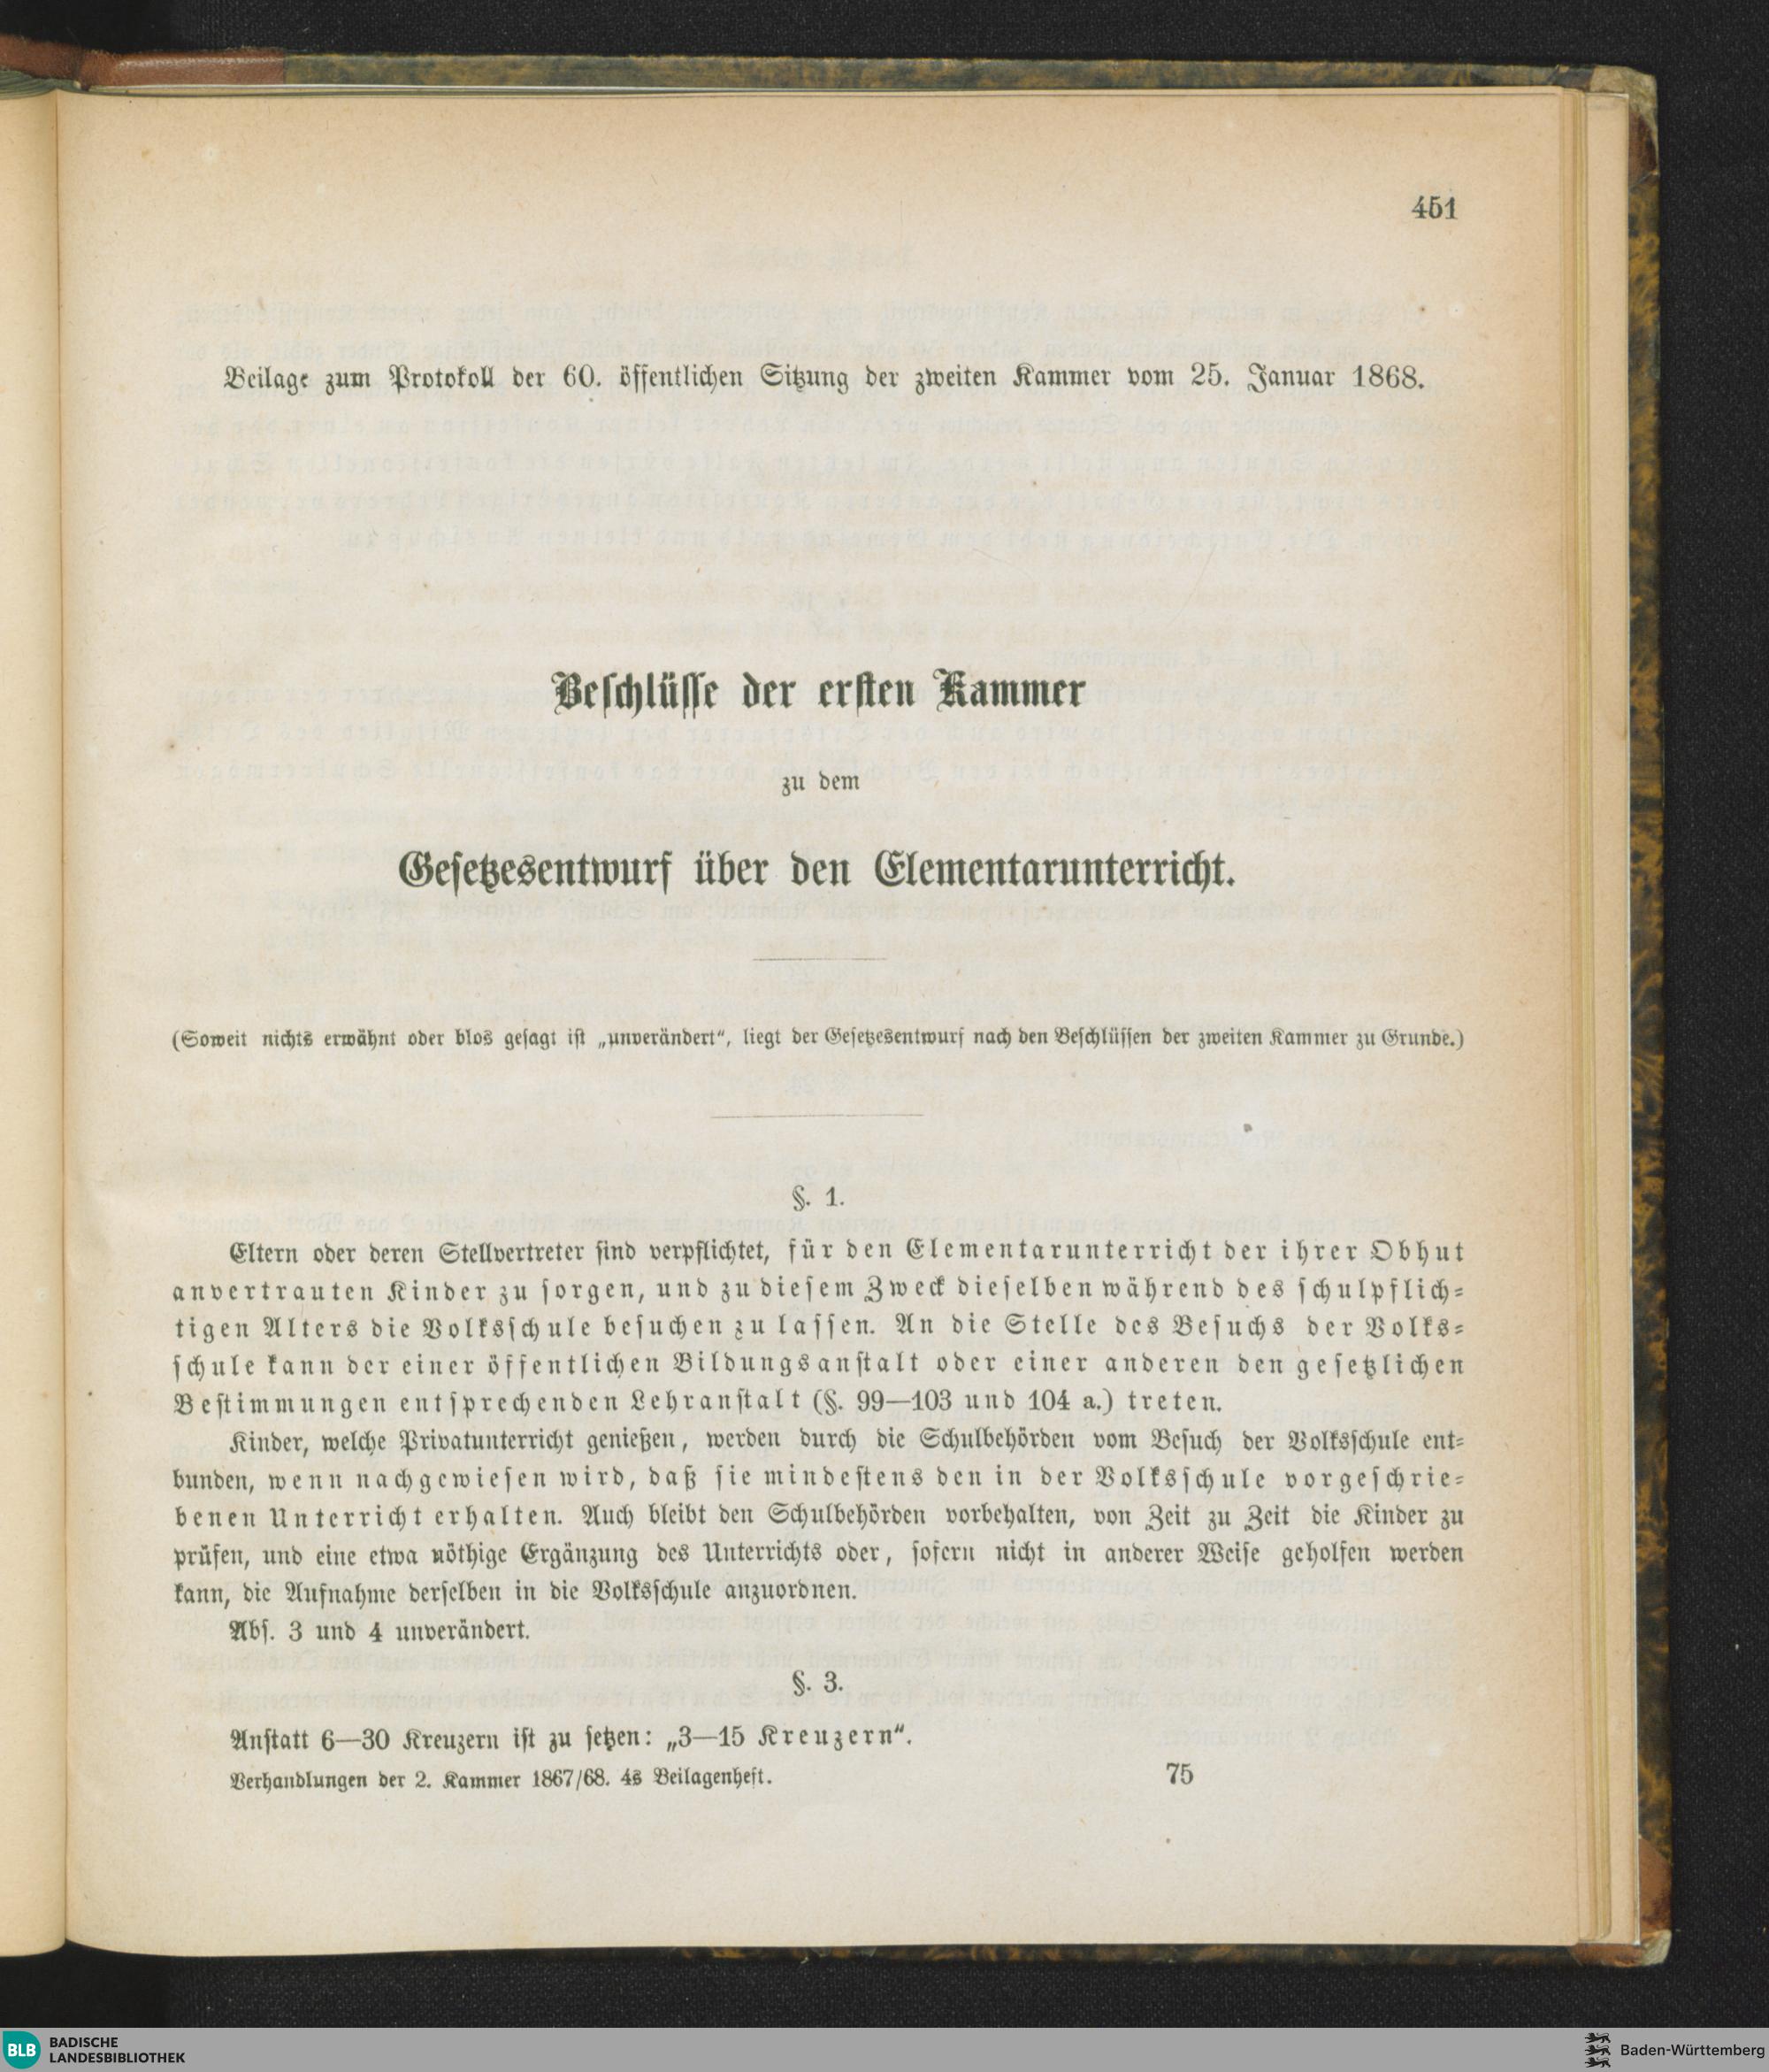 451
Beilage zum Protokoll der 60. öffentlichen Sitzung der zweiten Kammer vom 25. Januar 1868.
Beschlüsse der ersten Kammer
zu dem
Gesetzesentwurf über den Elementarunterricht.
(Soweit nichts erwähnt oder blos gesagt ist „unverändert“, liegt der Gesetzesentwurf nach den Beschlüssen der zweiten Kammer zu Grunde.)
§. 1.
Eltern oder deren Stellvertreter sind verpflichtet, für den Elementarunterricht der ihrer Obhut
anvertrauten Kinder zu sorgen, und zu diesem Zweck dieselben während des schulpflich-
tigen Alters die Volksschule besuchen zu lassen. An die Stelle des Besuchs der Volks-
schule kann der einer öffentlichen Bildungsanstalt oder einer anderen den gesetzlichen
Bestimmungen entsprechenden Lehranstalt (§. 99—103 und 104 a.) treten.
Kinder, welche Privatunterricht genießen, werden durch die Schulbehörden vom Besuch der Volksschule ent-
bunden, wenn nachgewiesen wird, daß sie mindestens den in der Volksschule vorgeschrie-
benen Unterricht erhalten. Auch bleibt den Schulbehörden vorbehalten, von Zeit zu Zeit die Kinder zu
prüfen, und eine etwa nöthige Ergänzung des Unterrichts oder, sofern nicht in anderer Weise geholfen werden
kann, die Aufnahme derselben in die Volksschule anzuordnen.
Abs. 3 und 4 unverändert.
§. 3.
Anstatt 6—30 Kreuzern ist zu setzen: „3—15 Kreuzern“.
Verhandlungen der 2. Kammer 1867/68. 4s Beilagenheft. 75
BLB BADISCHE
LANDESBIBLIOTHEK
Baden-Württemberg